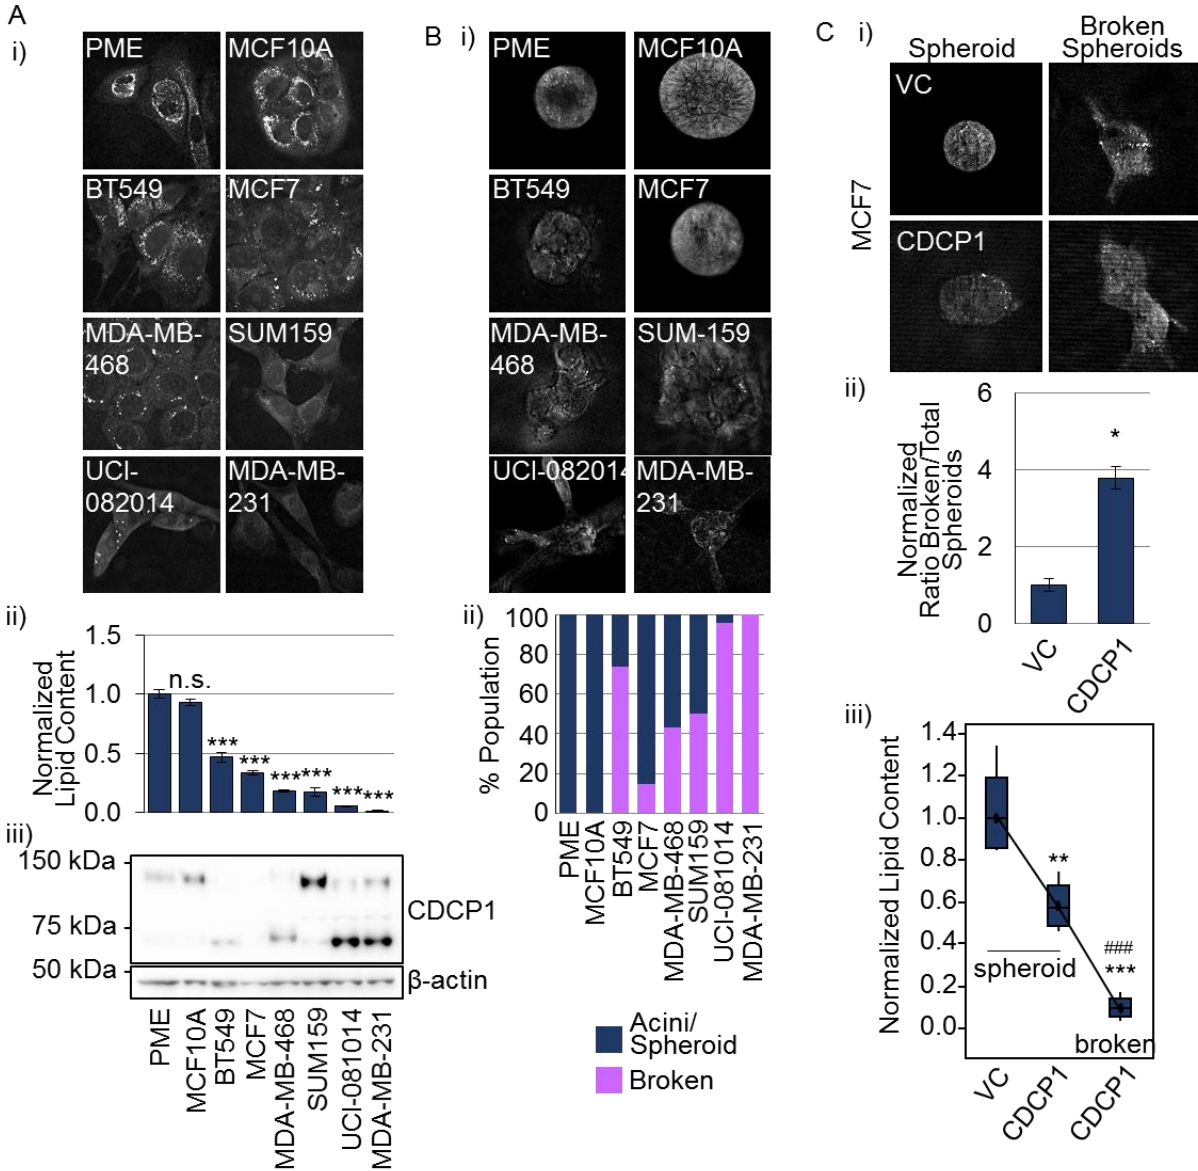 A
i)
PME
MCF10A
BT549
MCF7
MDA-MB-
468
SUM159
UCI-
082014
MDA-MB-
231
ii)
Normalized
Lipid Content
1.5
1.0
0.5
0.0
n.s.
***
***
***
***
***
***
iii)
150 kDa
75 kDa
50 kDa
CDCP1
β-actin
PME
MCF10A
BT549
MCF7
MDA-MB-468
SUM159
UCI-081014
MDA-MB-231
B
i)
PME
MCF10A
BT549
MCF7
MDA-MB-
468
SUM-159
UCI-082014
MDA-MB-
231
ii)
% Population
100
80
60
40
20
0
PME
MCF10A
BT549
MCF7
MDA-MB-468
SUM159
UCI-081014
MDA-MB-231
Acini/
Spheroid
Broken
C
i)
Spheroid
Broken
Spheroids
MCF7
VC
CDCP1
ii)
Normalized
Ratio Broken/Total
Spheroids
6
4
2
0
*
VC
CDCP1
iii)
Normalized Lipid Content
1.4
1.2
1.0
0.8
0.6
0.4
0.2
0.0
**
###
***
spheroid
broken
VC
CDCP1
CDCP1